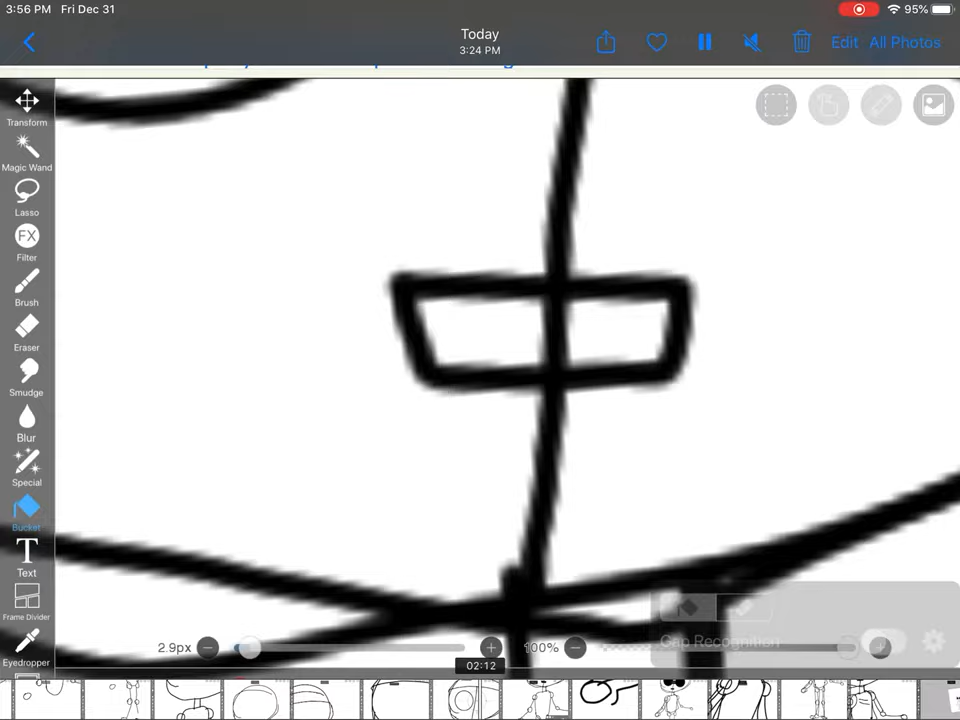 3:56 PM Fri Dec 31
95%
Today
3:24 PM
Edit All Photos
Transform
Magic Wand
Lasso
FX
Filter
Brush
Eraser
Smudge
Blur
Special
Bucket
T
Text
Frame Divider
Eyedropper
Gap Recognition
2.9px
100%
02:12